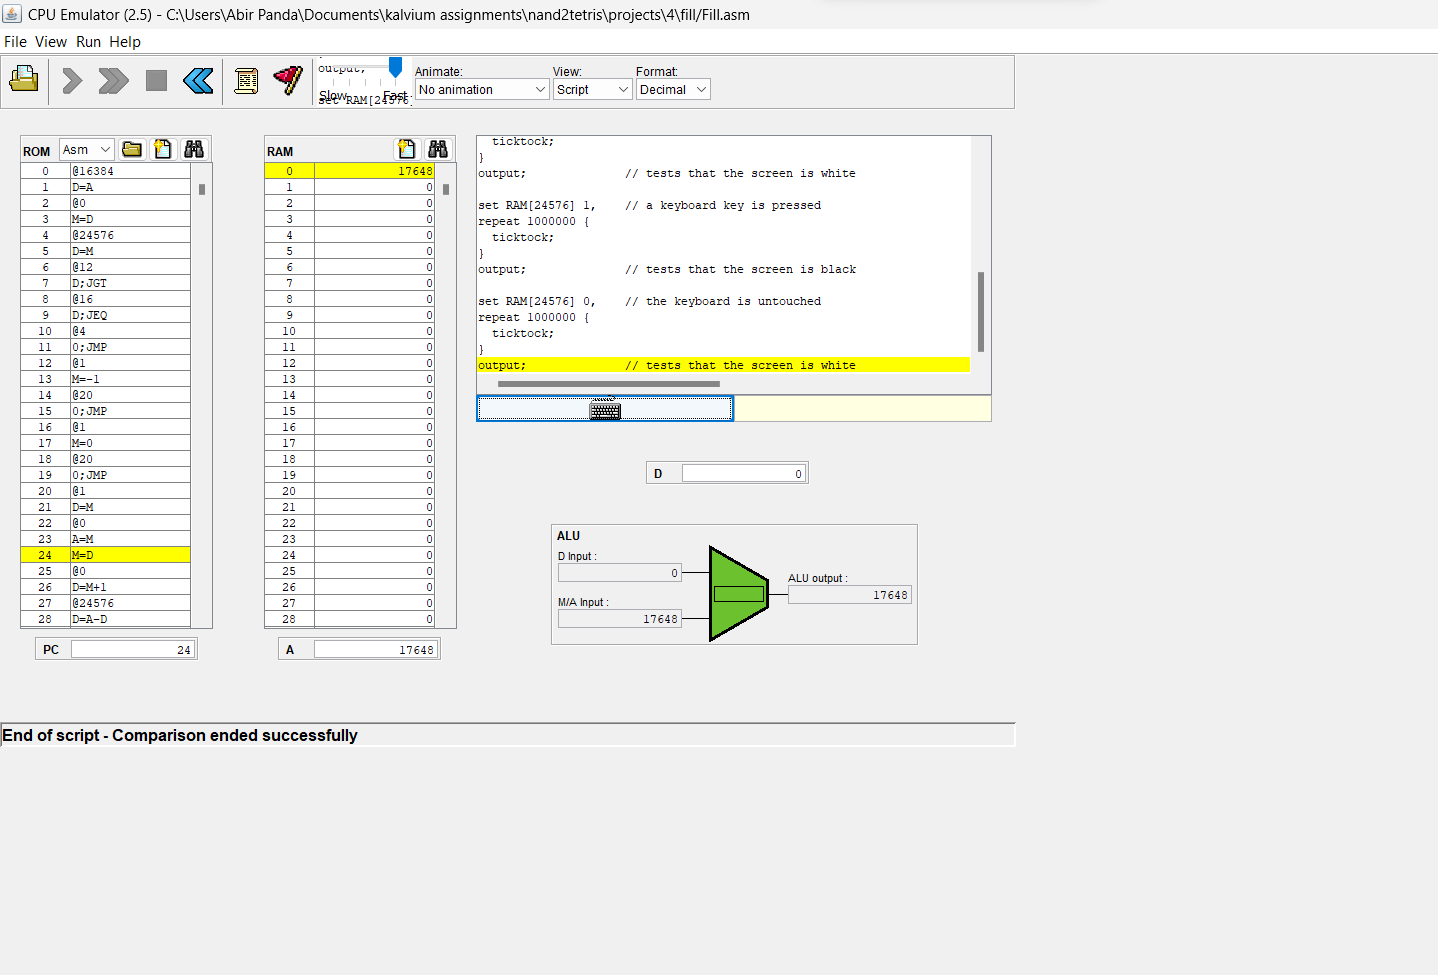 CPU Emulator (2.5) - C:\Users\Abir Panda\Documents\kalvium assignments\nand2tetris\projects\4\fill/Fill.asm
File View Run Help
output;
Slow Fast
set RAM[24576]
Animate:
No animation
View:
Script
Format:
Decimal
ROM Asm
0 @16384
1 D=A
2 @0
3 M=D
4 @24576
5 D=M
6 @12
7 D;JGT
8 @16
9 D;JEQ
10 @4
11 0;JMP
12 @1
13 M=-1
14 @20
15 0;JMP
16 @1
17 M=0
18 @20
19 0;JMP
20 @1
21 D=M
22 @0
23 A=M
24 M=D
25 @0
26 D=M+1
27 @24576
28 D=A-D
PC 24
RAM
0 17648
1 0
2 0
3 0
4 0
5 0
6 0
7 0
8 0
9 0
10 0
11 0
12 0
13 0
14 0
15 0
16 0
17 0
18 0
19 0
20 0
21 0
22 0
23 0
24 0
25 0
26 0
27 0
28 0
A 17648
ticktock;
}
output; // tests that the screen is white
set RAM[24576] 1, // a keyboard key is pressed
repeat 1000000 {
ticktock;
}
output; // tests that the screen is black
set RAM[24576] 0, // the keyboard is untouched
repeat 1000000 {
ticktock;
}
output; // tests that the screen is white
D 0
ALU
D Input :
0
M/A Input :
17648
ALU output :
17648
End of script - Comparison ended successfully